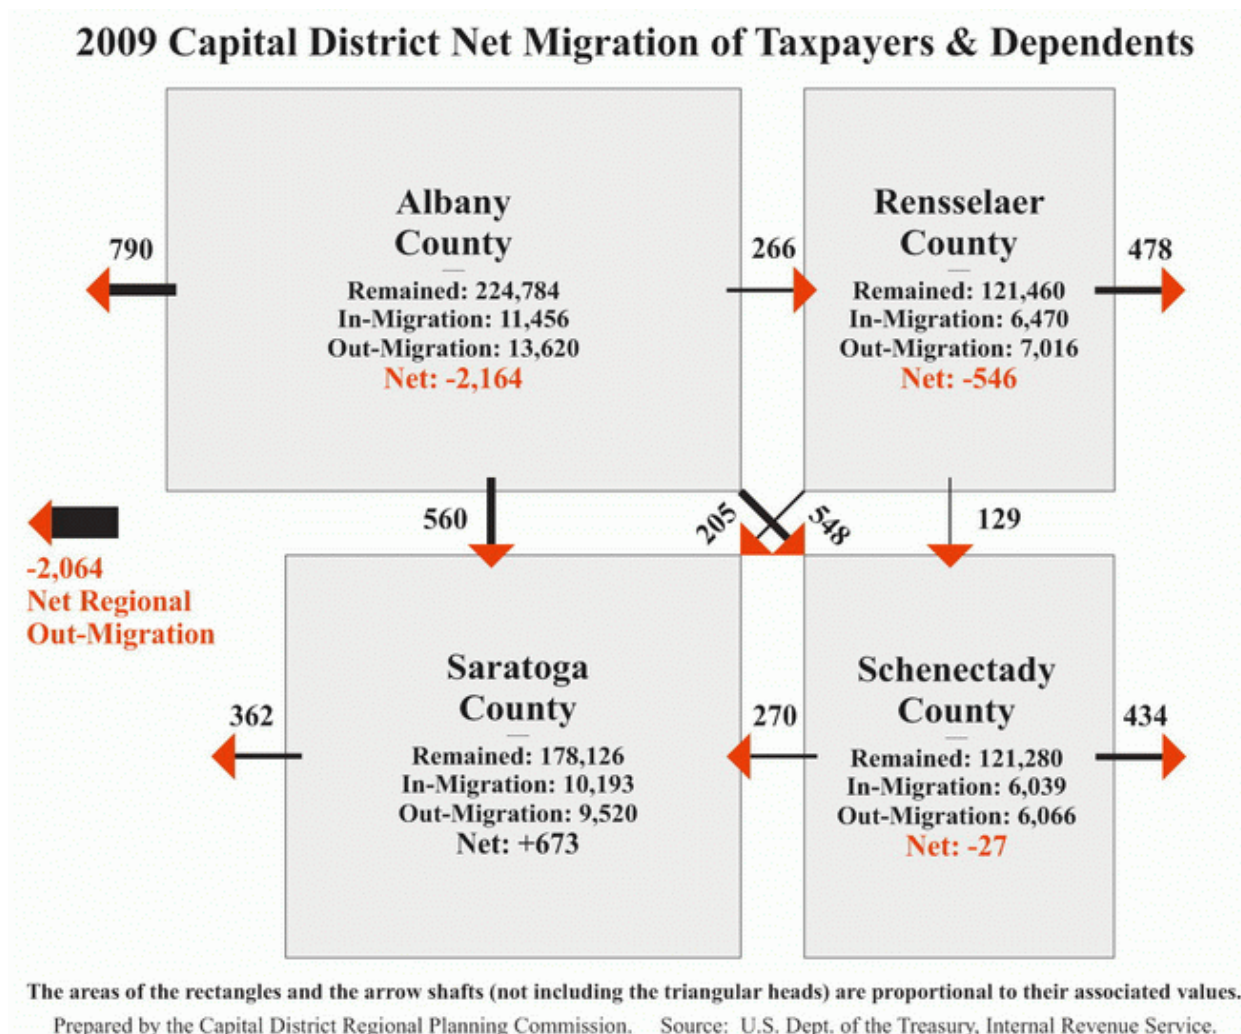 2009 Capital District Net Migration of Taxpayers & Dependents
Albany
County
Remained: 224,784
In-Migration: 11,456
Out-Migration: 13,620
Net: -2,164
790
266
Rensselaer
County
Remained: 121,460
In-Migration: 6,470
Out-Migration: 7,016
Net: -546
478
560
205
548
129
-2,064
Net Regional
Out-Migration
Saratoga
County
Remained: 178,126
In-Migration: 10,193
Out-Migration: 9,520
Net: +673
362
270
Schenectady
County
Remained: 121,280
In-Migration: 6,039
Out-Migration: 6,066
Net: -27
434
The areas of the rectangles and the arrow shafts (not including the triangular heads) are proportional to their associated values.
Prepared by the Capital District Regional Planning Commission. Source: U.S. Dept. of the Treasury, Internal Revenue Service.